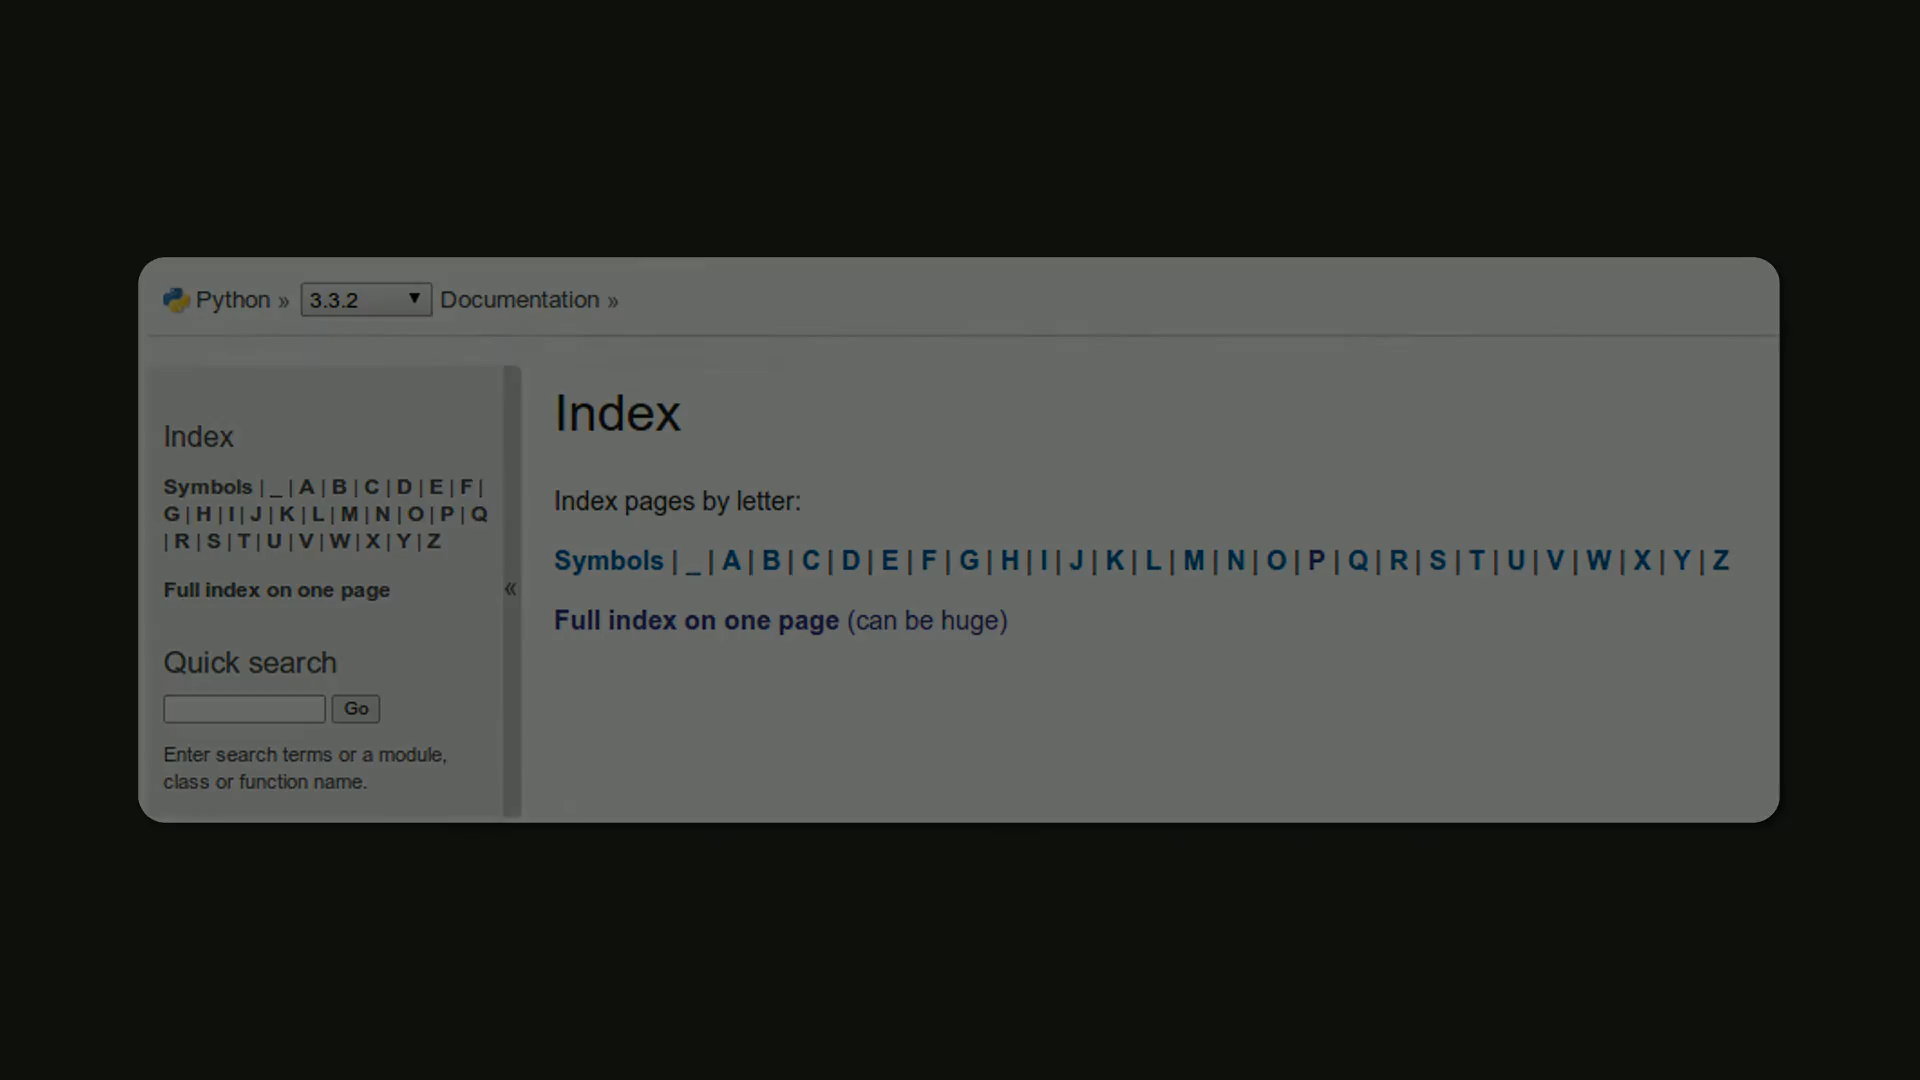 Python » 3.3.2 ▼ Documentation »
Index
Symbols | _ | A | B | C | D | E | F |
G | H | I | J | K | L | M | N | O | P | Q
| R | S | T | U | V | W | X | Y | Z
Full index on one page
«
Quick search
Go
Enter search terms or a module,
class or function name.
Index
Index pages by letter:
Symbols | _ | A | B | C | D | E | F | G | H | I | J | K | L | M | N | O | P | Q | R | S | T | U | V | W | X | Y | Z
Full index on one page (can be huge)